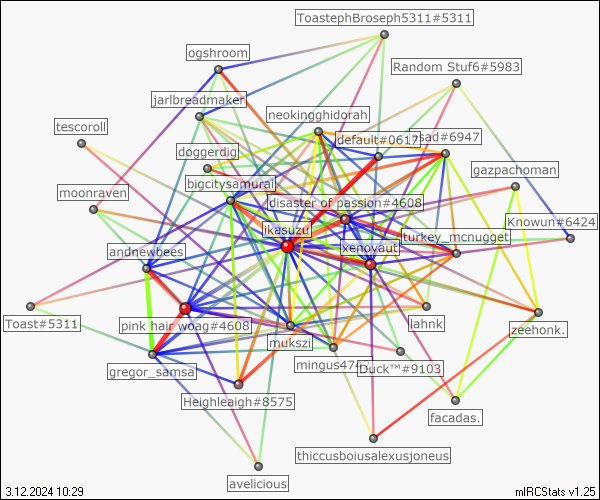 ToastephBroseph5311#5311
ogshroom
Random Stuf6#5983
jarlbreadmaker
neokingghidorah
tescoroll
default#0617
sad#6947
doggerdig
gazpachoman
bigcitysamurai
moonraven
disaster of passion#4608
Knowun#6424
ikasuzu
turkey_mcnugget
andnewbees
xenoyaut
Toast#5311
pink hair woag#4608
lahnk
zeehonk.
mukszi
gregor_samsa
mingus47
Duck™#9103
Heighleaigh#8575
facadas.
thiccusboiusalexusjoneus
avelicious
3.12.2024 10:29
mIRCStats v1.25